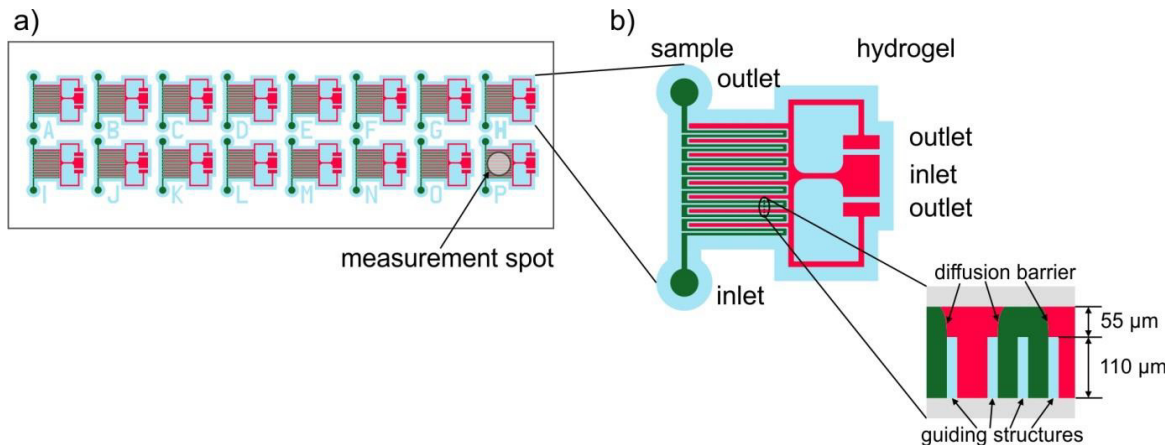 a)
A B C D E F G H
I J K L M N O P
measurement spot
b)
sample
hydrogel
outlet
outlet
inlet
outlet
inlet
diffusion barrier
55 µm
110 µm
guiding structures